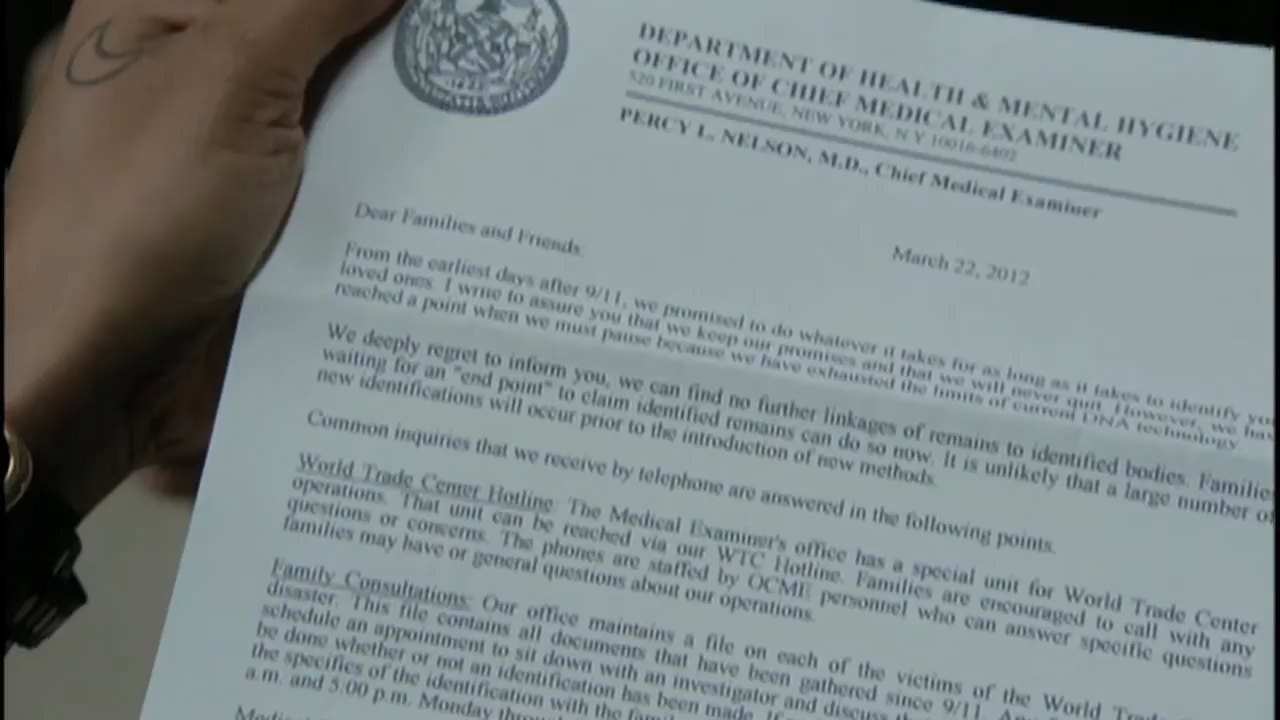 DEPARTMENT OF HEALTH & MENTAL HYGIENE
OFFICE OF CHIEF MEDICAL EXAMINER
520 FIRST AVENUE, NEW YORK, N Y 10016-6402
PERCY L. NELSON, M.D., Chief Medical Examiner
March 22, 2012
Dear Families and Friends
From the earliest days after 9/11, we promised to do whatever it takes for as long as it takes to identify
loved ones. I write to assure you that we keep our promises and that we will never quit. However, we
reached a point when we must pause because we have exhausted the limits of current DNA technology.
We deeply regret to inform you, we can find no further linkages of remains to identified bodies.
waiting for an "end point" to claim identified remains can do so now. It is unlikely that a large number of
new identifications will occur prior to the introduction of new methods.
Common inquiries that we receive by telephone are answered in the following points.
World Trade Center Hotline: The Medical Examiner's office has a special unit for World Trade Center
operations. That unit can be reached via our WTC Hotline. Families are encouraged to call with any
questions or concerns. The phones are staffed by OCME personnel who can answer specific questions
families may have or general questions about our operations.
Family Consultations: Our office maintains a file on each of the victims of the World
disaster. This file contains all documents that have been gathered since 9/11.
schedule an appointment to sit down with an investigator and discuss
be done whether or not an identification has been made.
the specifics of the identification with the
a.m. and 5:00 p.m. Monday